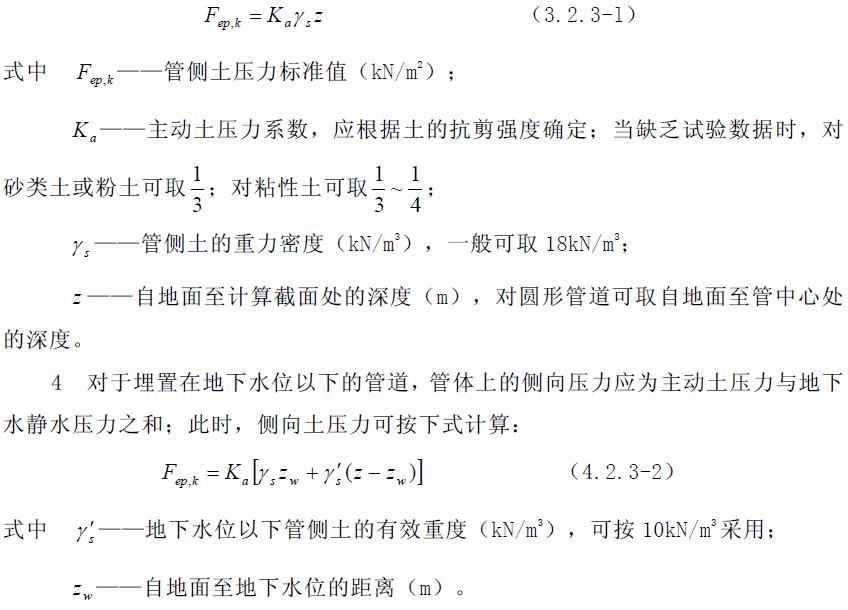 F_{ep,k} = K_a γ_s z （3.2.3-1）
式中 F_{ep,k}——管侧土压力标准值（kN/m²）；
K_a——主动土压力系数，应根据土的抗剪强度确定；当缺乏试验数据时，对
砂类土或粉土可取 1/3；对粘性土可取 1/3 ~ 1/4；
γ_s——管侧土的重力密度（kN/m³），一般可取 18kN/m³；
z——自地面至计算截面处的深度（m），对圆形管道可取自地面至管中心处
的深度。
4 对于埋置在地下水位以下的管道，管体上的侧向压力应为主动土压力与地下
水静水压力之和；此时，侧向土压力可按下式计算：
F_{ep,k} = K_a[γ_s z_w + γ′_s(z − z_w)] （4.2.3-2）
式中 γ′_s——地下水位以下管侧土的有效重度（kN/m³），可按 10kN/m³采用；
z_w——自地面至地下水位的距离（m）。